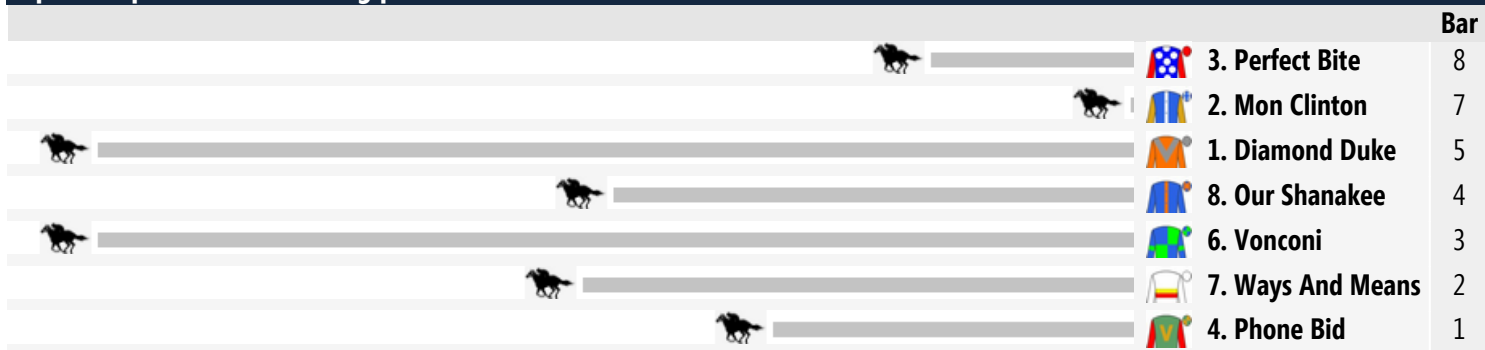 Bar
3. Perfect Bite 8
2. Mon Clinton 7
1. Diamond Duke 5
8. Our Shanakee 4
6. Vonconi 3
7. Ways And Means 2
V 4. Phone Bid 1